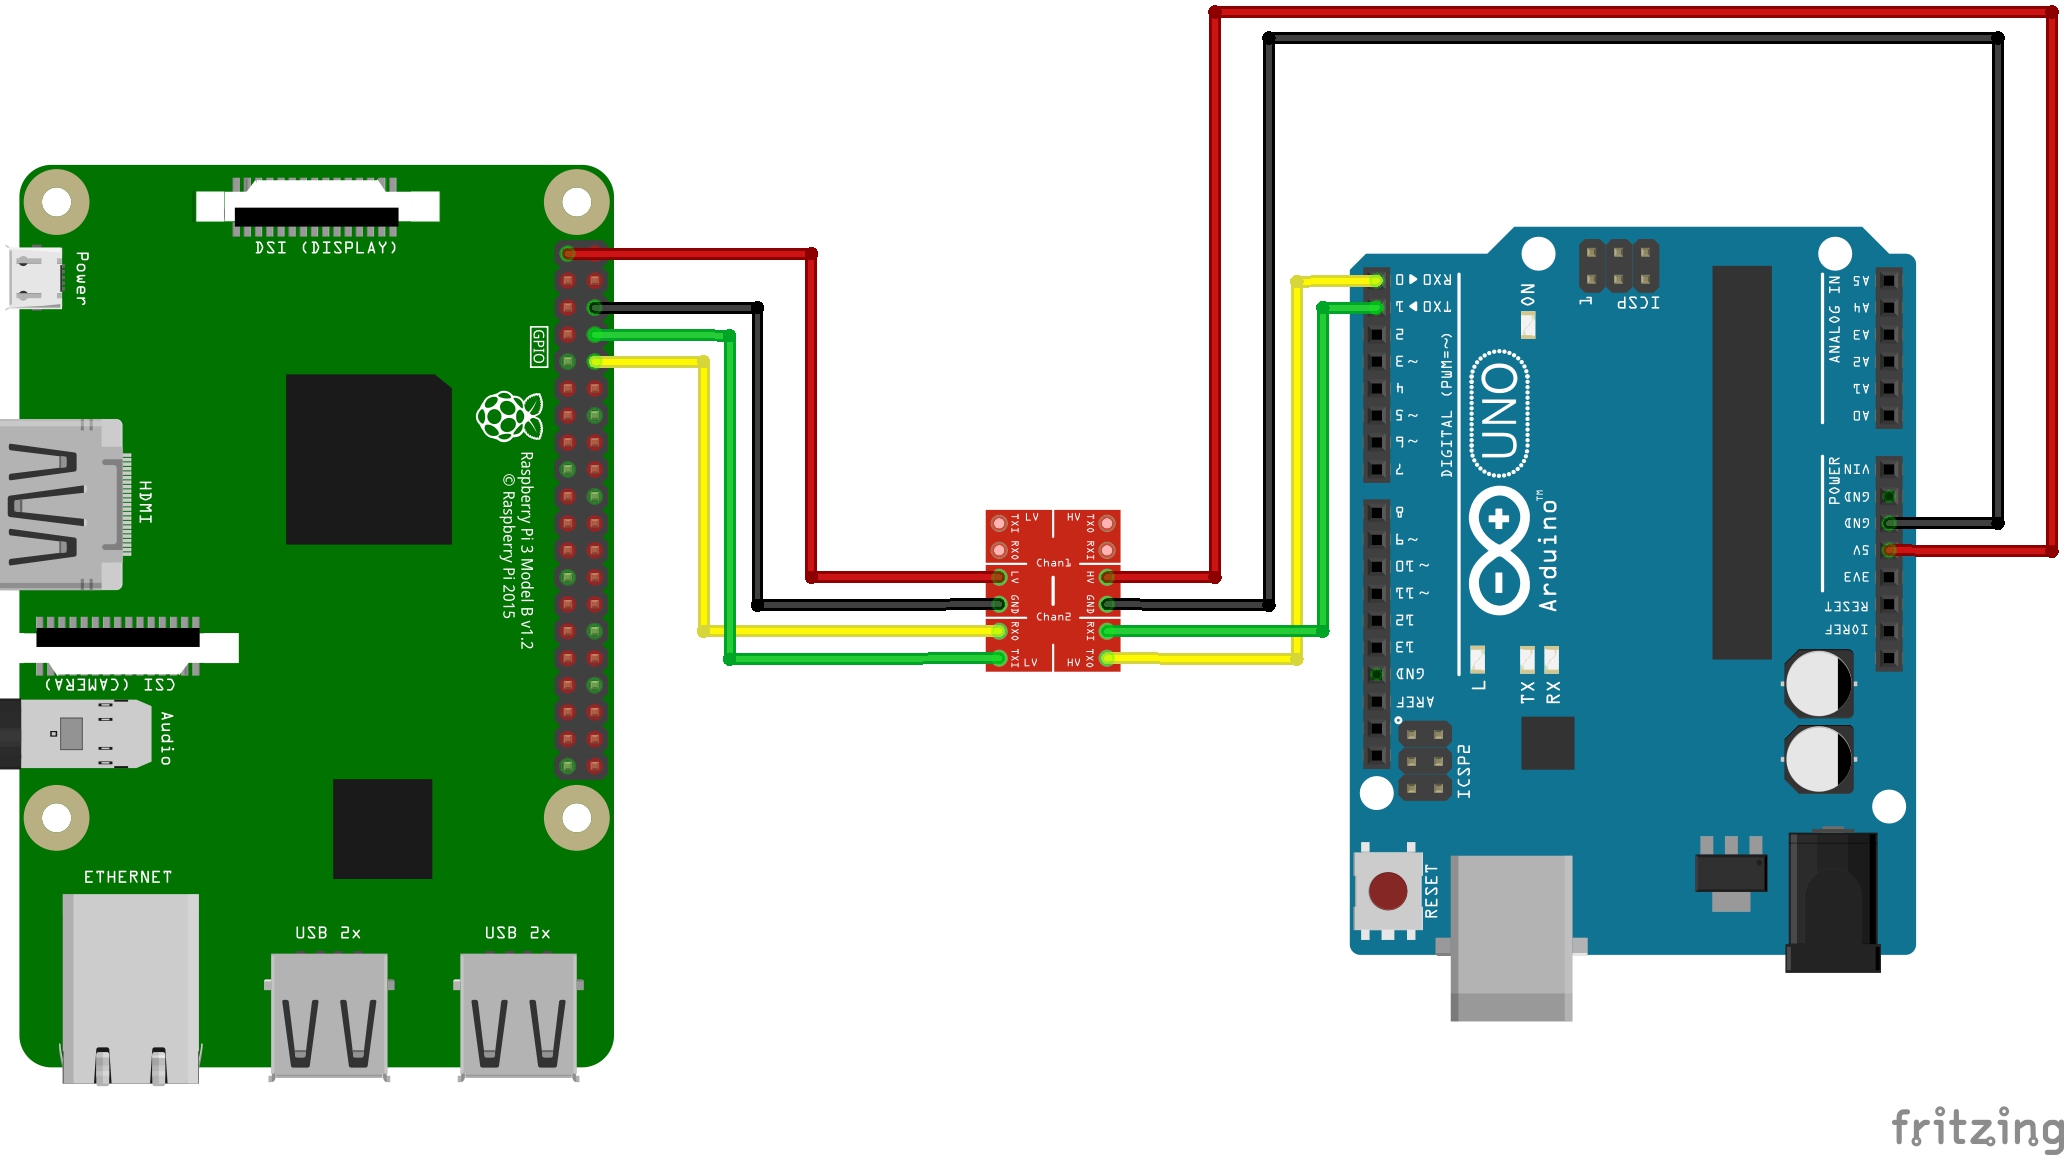 DSI (DISPLAY)
Power
GPIO
HDMI
Raspberry Pi 3 Model B v1.2
© Raspberry Pi 2015
CSI (CAMERA)
Audio
ETHERNET
USB 2x
USB 2x
LV
HV
TXI
TXO
RXO
RXI
Chan1
LV
HV
GND
GND
Chan2
RXO
RXI
TXI
TXO
LV
HV
RX0 ◀ 0
TX0 ▶ 1
2
~3
4
~5
~6
7
DIGITAL (PWM=~)
8
~9
~10
~11
12
13
GND
AREF
ON
1
ICSP
UNO
Arduino™
L
TX
RX
ICSP2
RESET
A5
A4
A3
A2
A1
A0
ANALOG IN
VIN
GND
GND
5V
3V3
RESET
IOREF
POWER
fritzing